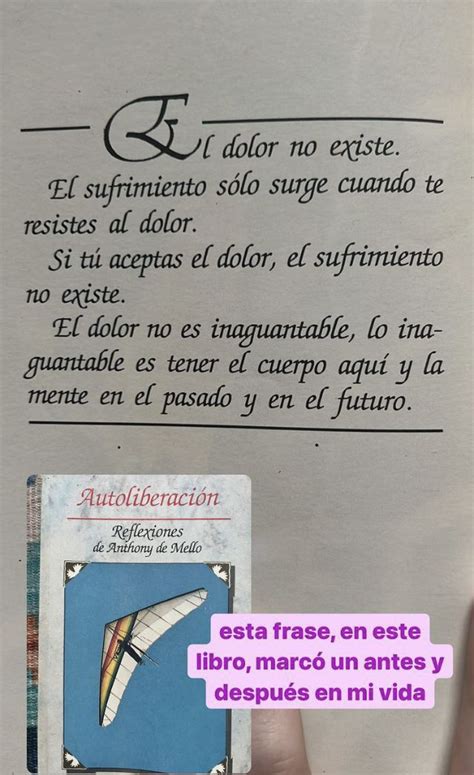 El dolor no existe.
El sufrimiento sólo surge cuando te
resistes al dolor.
Si tú aceptas el dolor, el sufrimiento
no existe.
El dolor no es inaguantable, lo ina-
guantable es tener el cuerpo aquí y la
mente en el pasado y en el futuro.
Autoliberación
Reflexiones
de Anthony de Mello
esta frase, en este
libro, marcó un antes y
después en mi vida